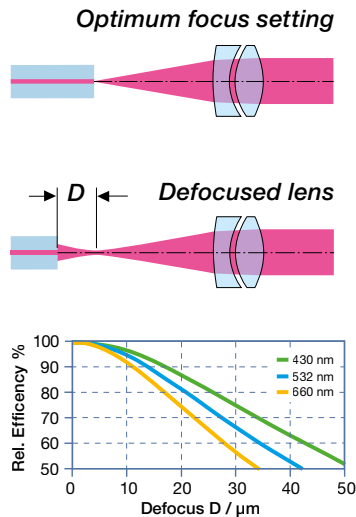 Optimum focus setting
D
Defocused lens
Rel. Efficency %
100
90
80
70
60
50
430 nm
532 nm
660 nm
0 10 20 30 40 50
Defocus D / µm